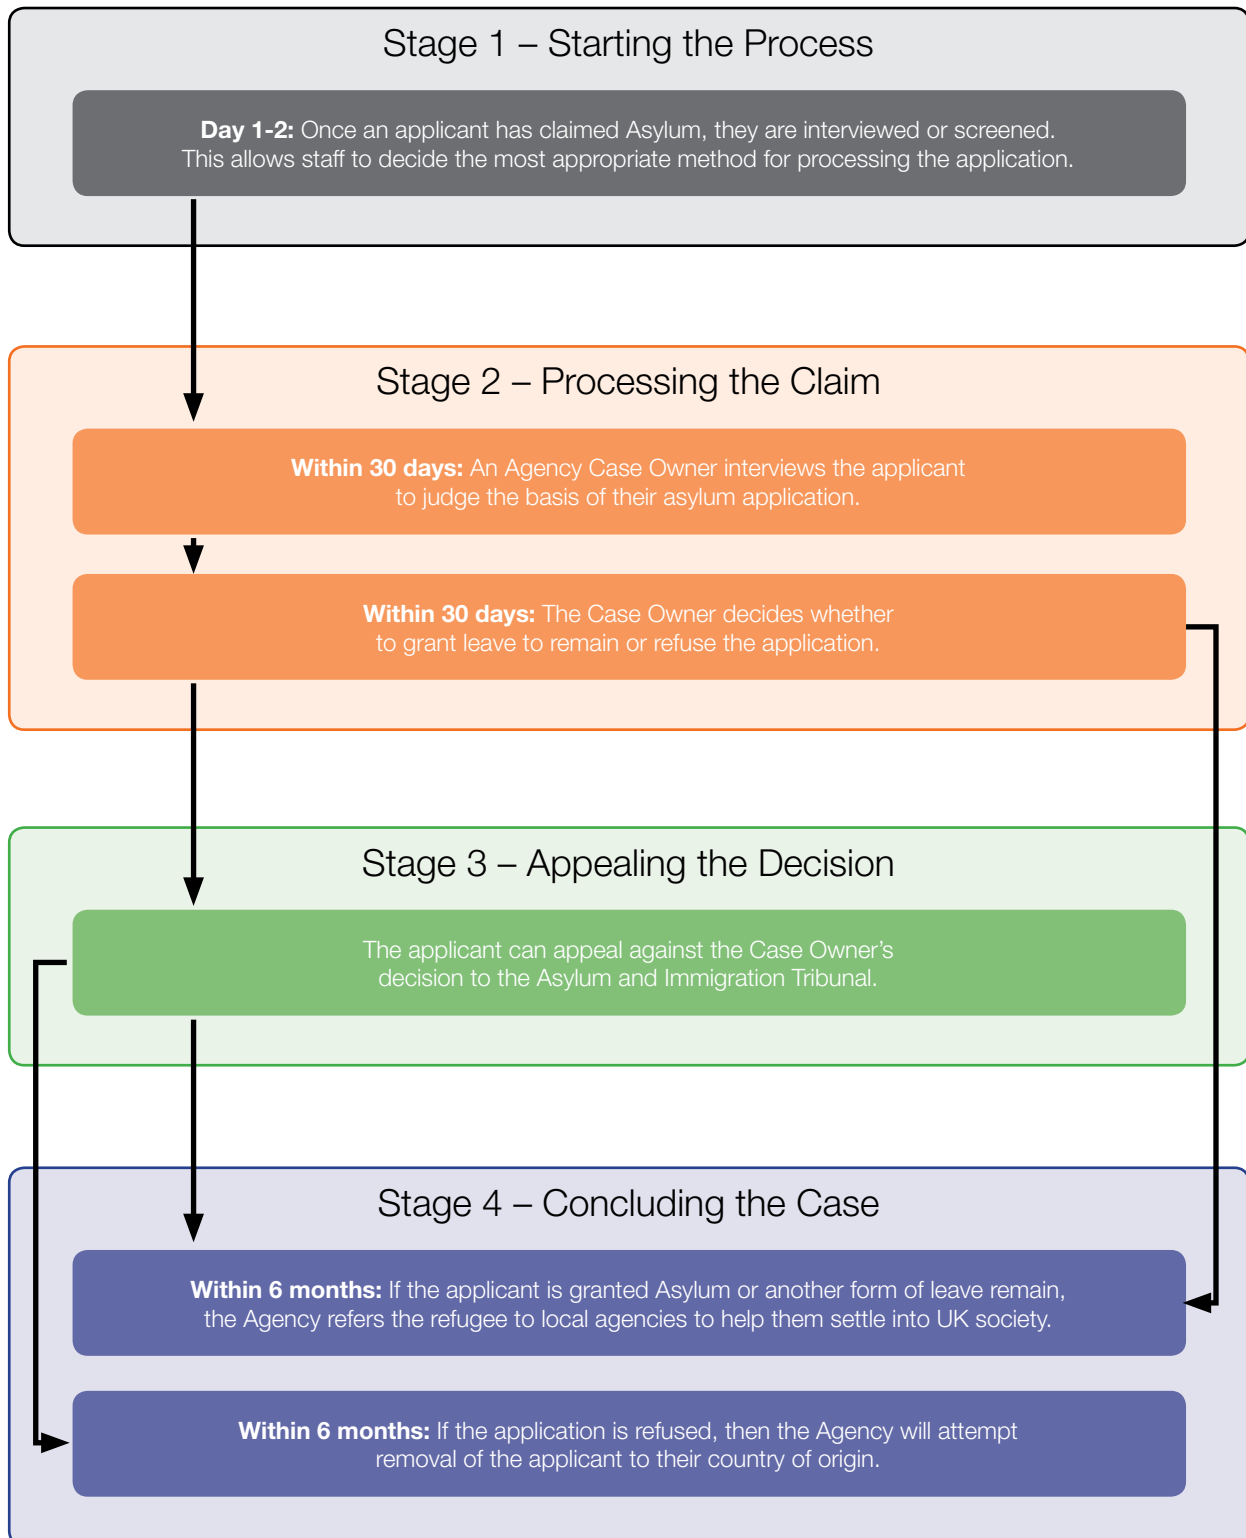 Stage 1 – Starting the Process
Day 1-2: Once an applicant has claimed Asylum, they are interviewed or screened.
This allows staff to decide the most appropriate method for processing the application.
Stage 2 – Processing the Claim
Within 30 days: An Agency Case Owner interviews the applicant
to judge the basis of their asylum application.
Within 30 days: The Case Owner decides whether
to grant leave to remain or refuse the application.
Stage 3 – Appealing the Decision
The applicant can appeal against the Case Owner’s
decision to the Asylum and Immigration Tribunal.
Stage 4 – Concluding the Case
Within 6 months: If the applicant is granted Asylum or another form of leave remain,
the Agency refers the refugee to local agencies to help them settle into UK society.
Within 6 months: If the application is refused, then the Agency will attempt
removal of the applicant to their country of origin.